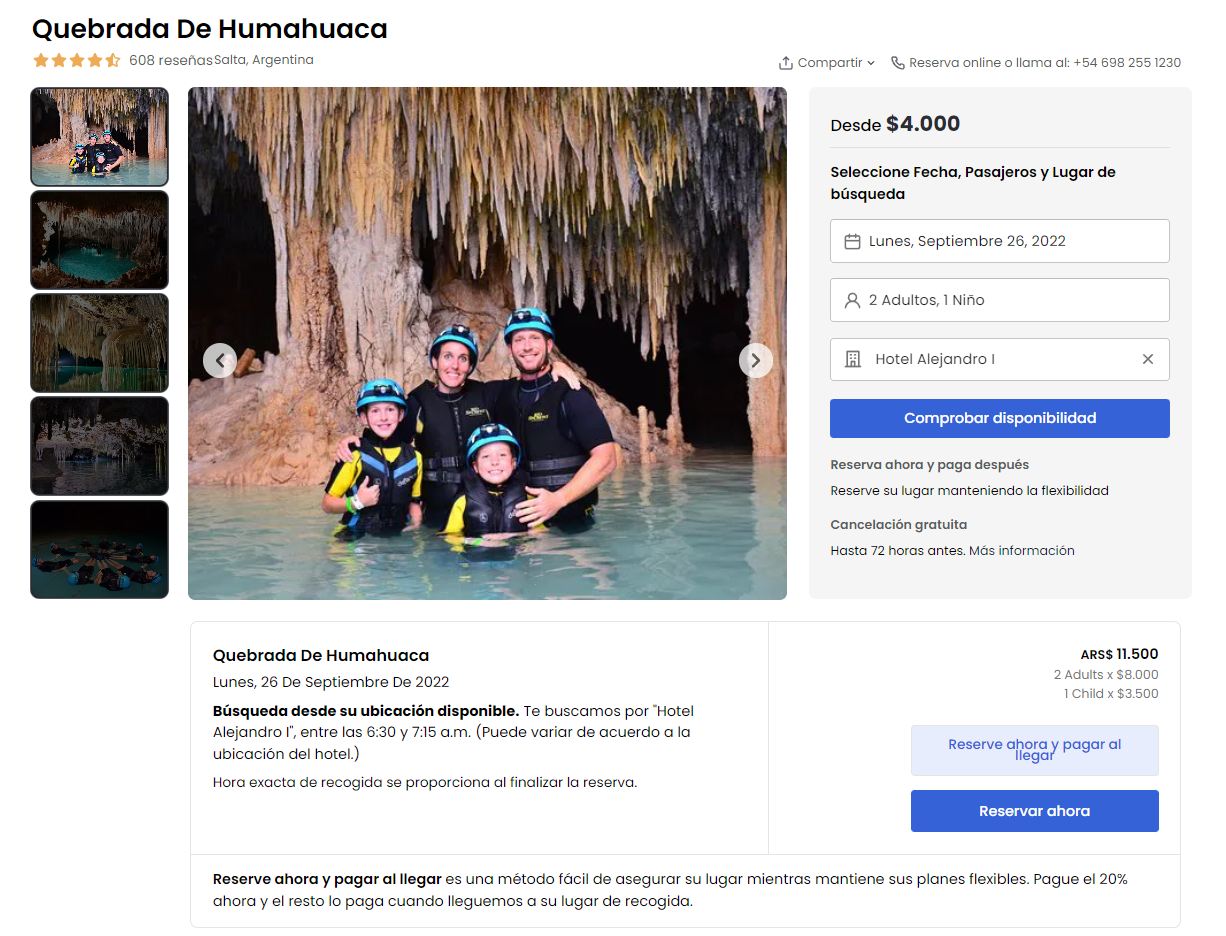 Quebrada De Humahuaca
608 reseñas Salta, Argentina
Compartir
Reserva online o llama al: +54 698 255 1230
Desde $4.000
Seleccione Fecha, Pasajeros y Lugar de
búsqueda
Lunes, Septiembre 26, 2022
2 Adultos, 1 Niño
Hotel Alejandro I
Comprobar disponibilidad
Reserva ahora y paga después
Reserve su lugar manteniendo la flexibilidad
Cancelación gratuita
Hasta 72 horas antes. Más información
Quebrada De Humahuaca
Lunes, 26 De Septiembre De 2022
Búsqueda desde su ubicación disponible. Te buscamos por "Hotel
Alejandro I", entre las 6:30 y 7:15 a.m. (Puede variar de acuerdo a la
ubicación del hotel.)
Hora exacta de recogida se proporciona al finalizar la reserva.
ARS$ 11.500
2 Adults x $8.000
1 Child x $3.500
Reserve ahora y pagar al
llegar
Reservar ahora
Reserve ahora y pagar al llegar es una método fácil de asegurar su lugar mientras mantiene sus planes flexibles. Pague el 20%
ahora y el resto lo paga cuando lleguemos a su lugar de recogida.